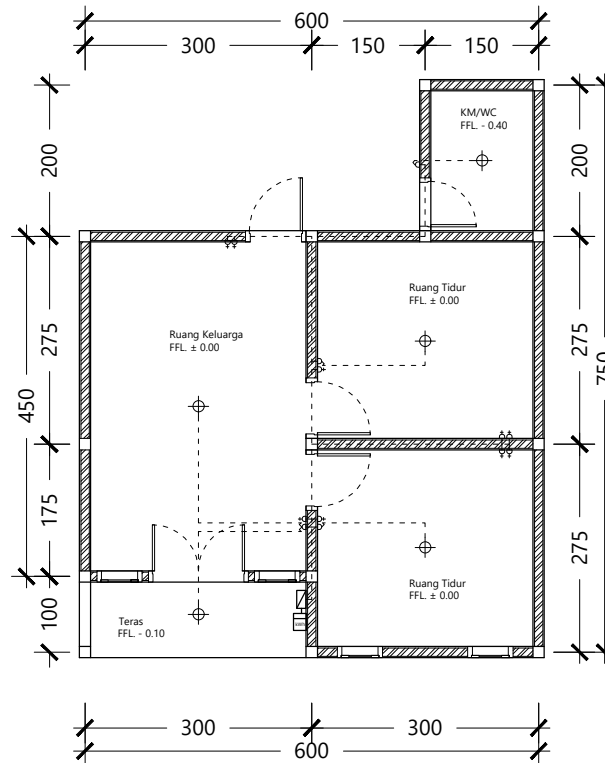 600
300
150
150
KM/WC
FFL. - 0.40
200
200
Ruang Tidur
FFL. ± 0.00
Ruang Keluarga
FFL. ± 0.00
275
275
750
450
175
275
Ruang Tidur
FFL. ± 0.00
100
Teras
FFL. - 0.10
300
300
600